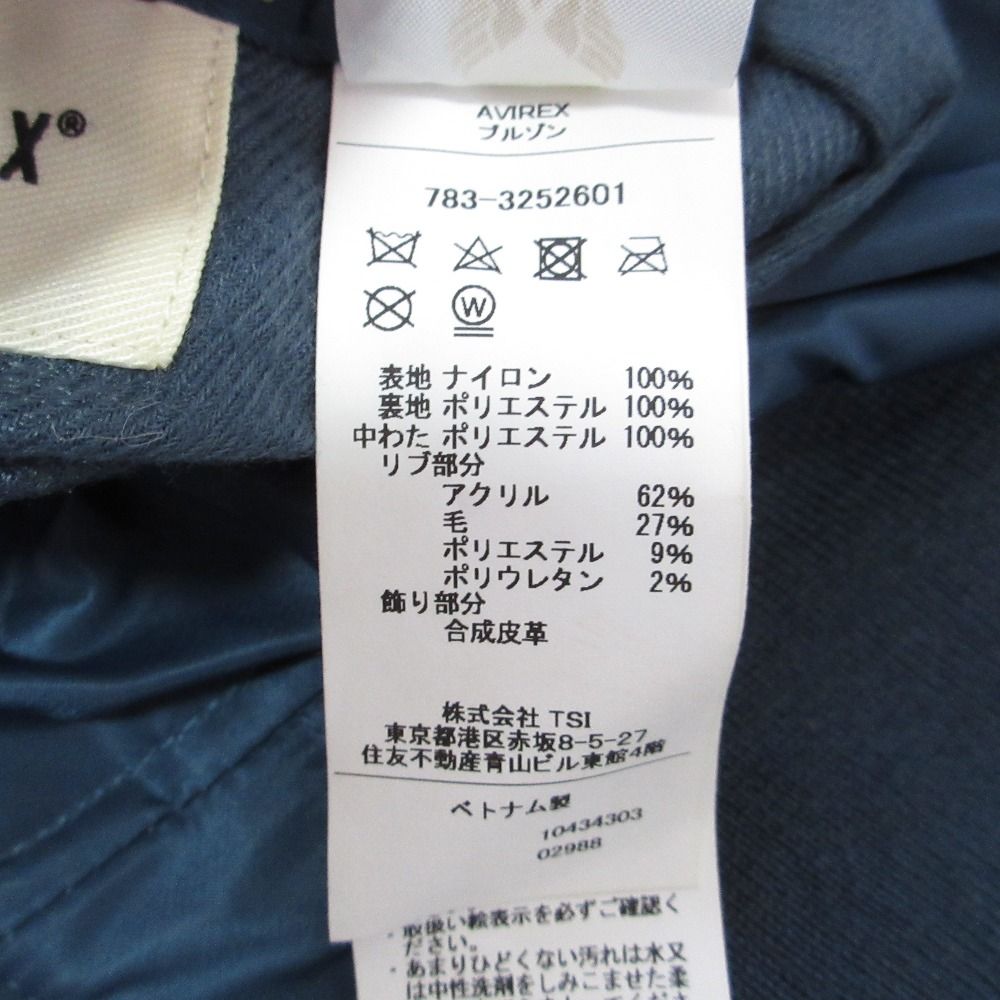 X®
AVIREX
ブルゾン
783-3252601
W
表地 ナイロン 100%
裏地 ポリエステル 100%
中わた ポリエステル 100%
リブ部分
アクリル 62%
毛 27%
ポリエステル 9%
ポリウレタン 2%
飾り部分
合成皮革
株式会社 TSI
東京都港区赤坂8-5-27
住友不動産青山ビル東館4階
ベトナム製
10434303
02988
・取扱い絵表示を必ずご確認く
ださい。
・あまりひどくない汚れは水又
は中性洗剤をしみこませた柔